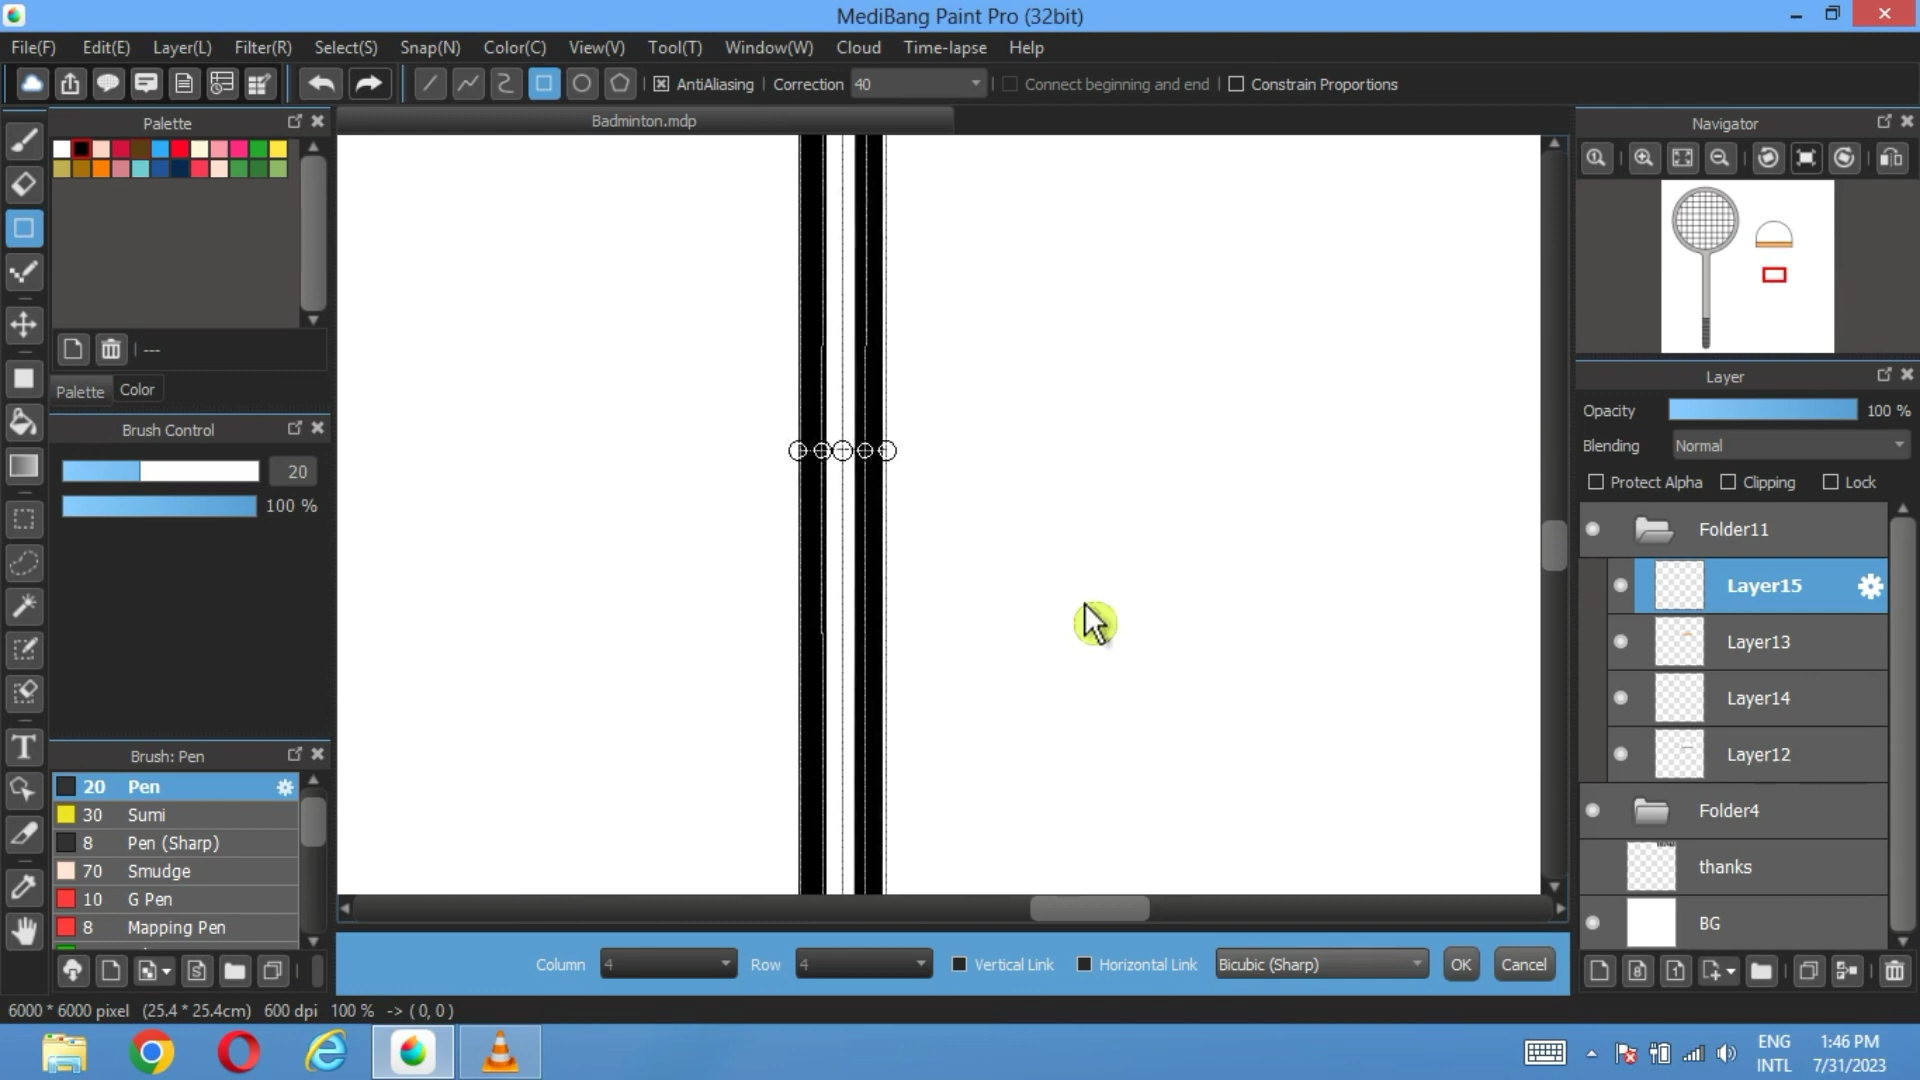 MediBang Paint Pro (32bit)
File(F) Edit(E) Layer(L) Filter(R) Select(S) Snap(N) Color(C) View(V) Tool(T) Window(W) Cloud Time-lapse Help
AntiAliasing Correction 40 Connect beginning and end Constrain Proportions
Palette
Badminton.mdp
Navigator
---
Palette Color
Brush Control
20
100 %
Brush: Pen
20 Pen
30 Sumi
8 Pen (Sharp)
70 Smudge
10 G Pen
8 Mapping Pen
Layer
Opacity 100 %
Blending Normal
Protect Alpha Clipping Lock
Folder11
Layer15
Layer13
Layer14
Layer12
Folder4
thanks
BG
Column 4 Row 4 Vertical Link Horizontal Link Bicubic (Sharp) OK Cancel
6000 * 6000 pixel (25.4 * 25.4cm) 600 dpi 100 % -> ( 0, 0 )
ENG
INTL
1:46 PM
7/31/2023